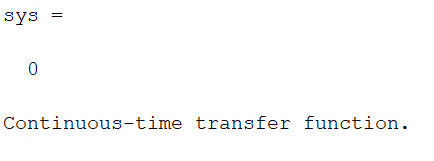 sys =
0
Continuous-time transfer function.